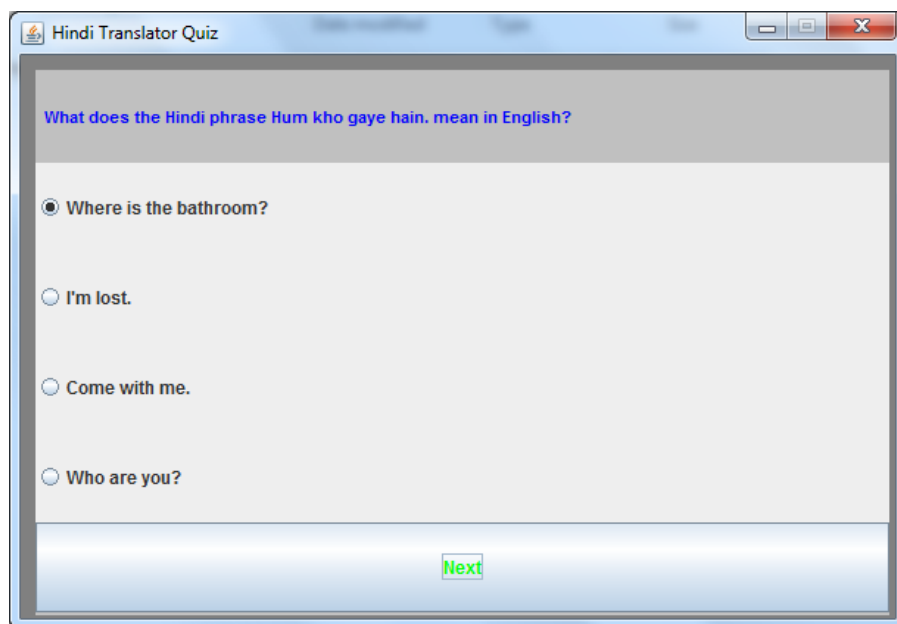 Hindi Translator Quiz
What does the Hindi phrase Hum kho gaye hain. mean in English?
Where is the bathroom?
I'm lost.
Come with me.
Who are you?
Next